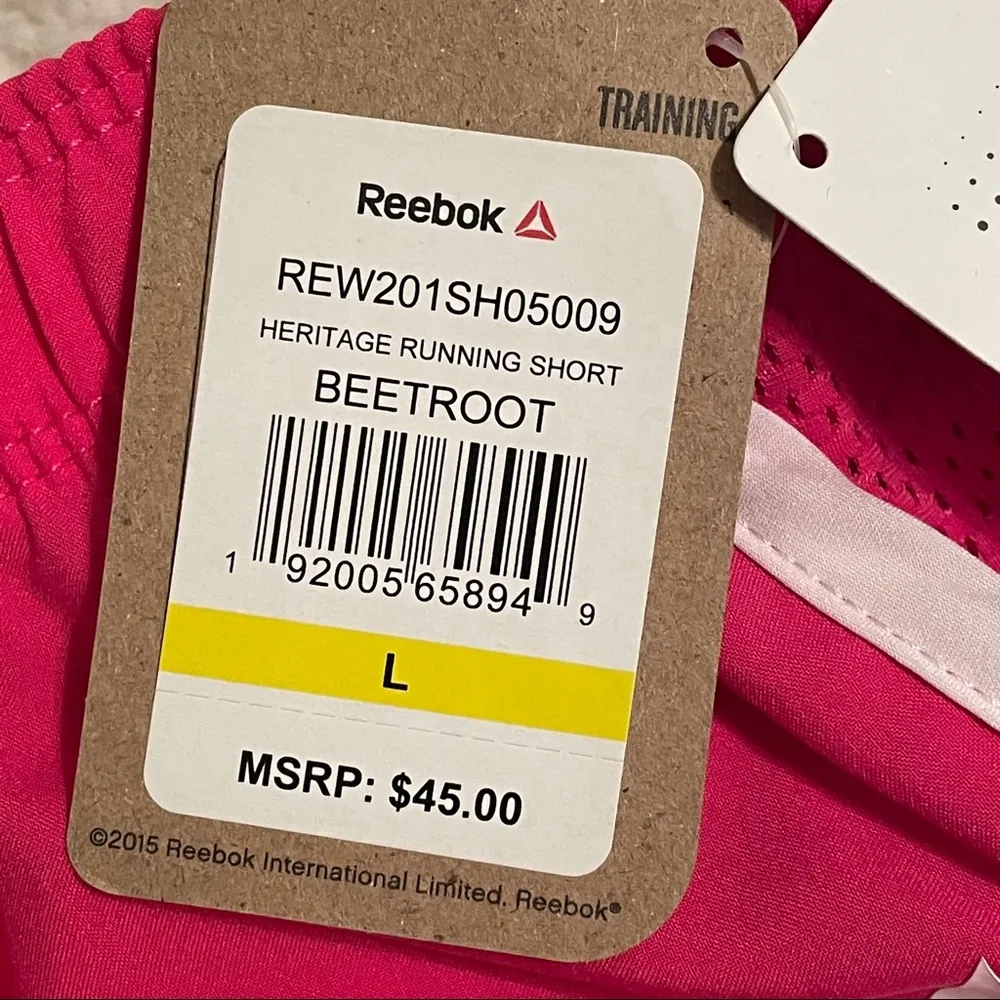 TRAINING
Reebok
REW201SH05009
HERITAGE RUNNING SHORT
BEETROOT
1 92005 65894 9
L
MSRP: $45.00
©2015 Reebok International Limited. Reebok®